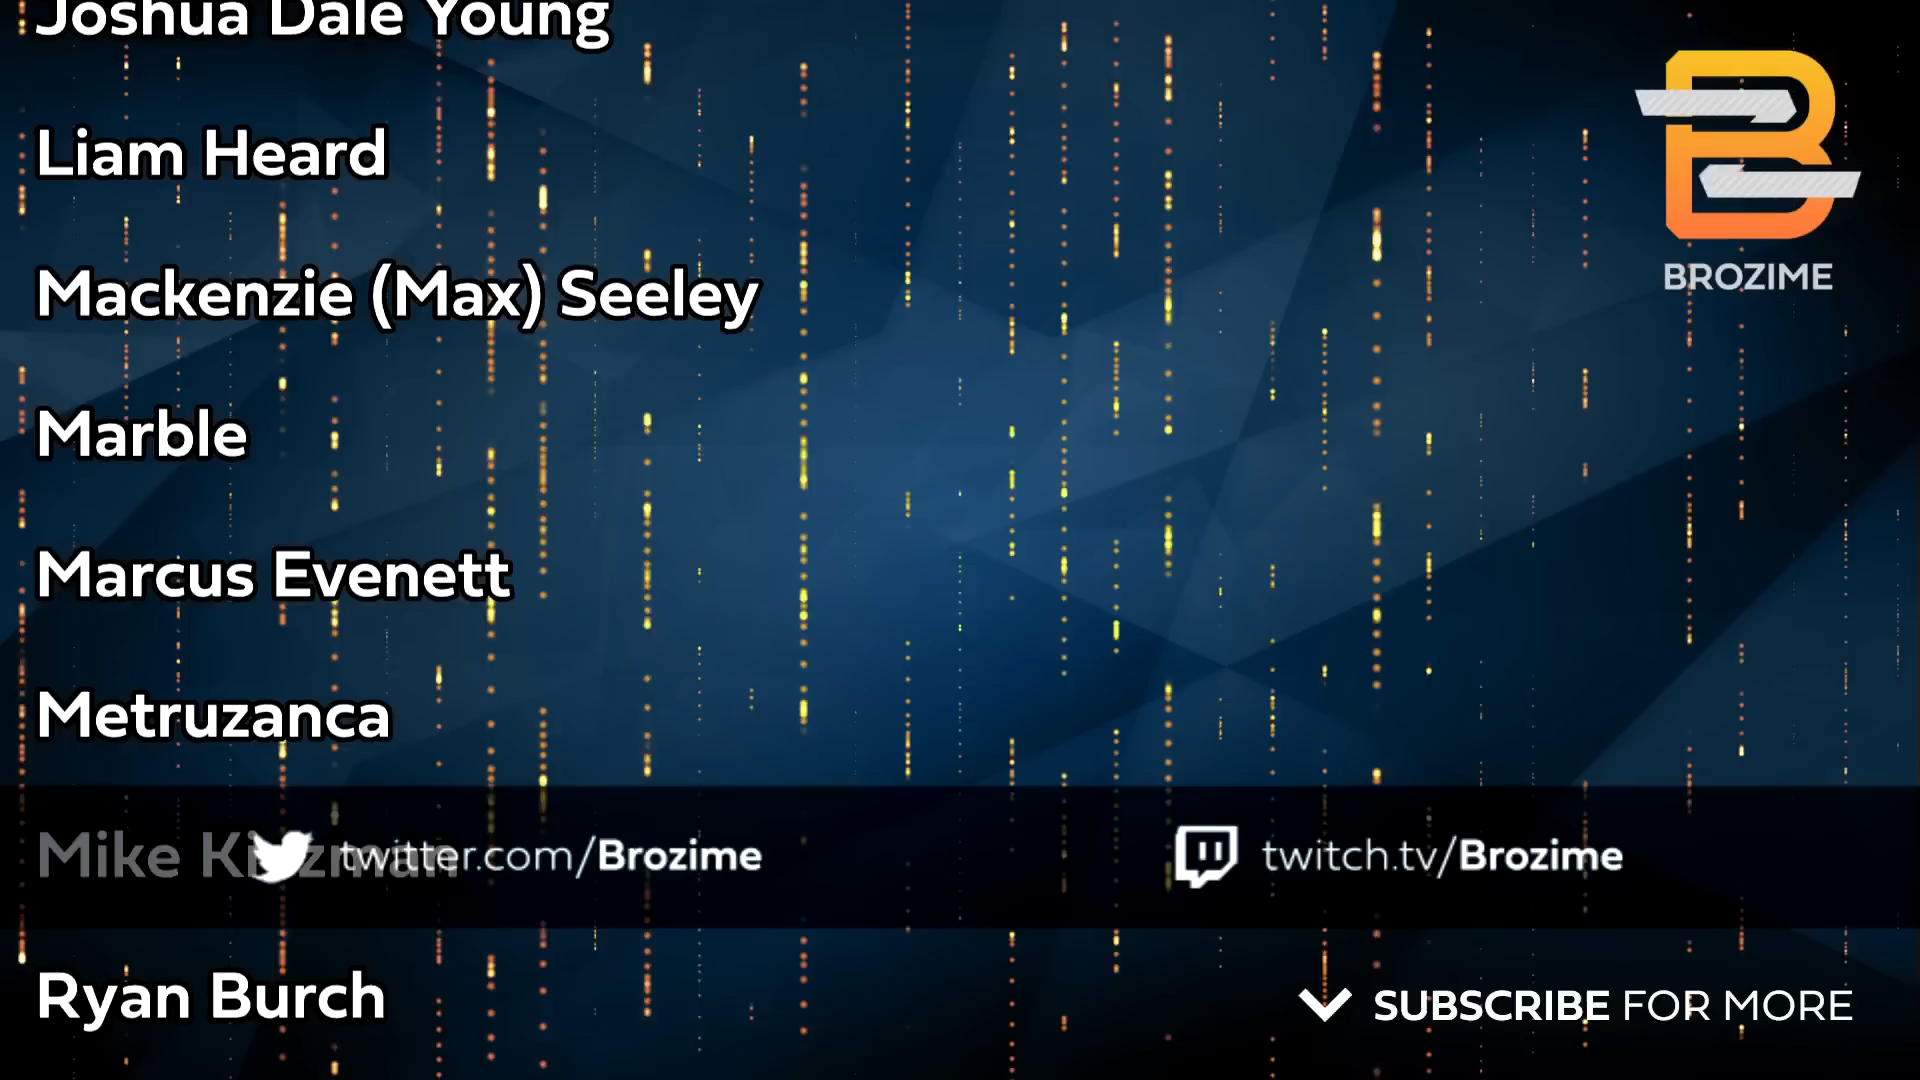 Joshua Dale Young
Liam Heard
BROZIME
Mackenzie (Max) Seeley
Marble
Marcus Evenett
Metruzanca
Mike
twitter.com/Brozime
twitch.tv/Brozime
Ryan Burch
SUBSCRIBE FOR MORE